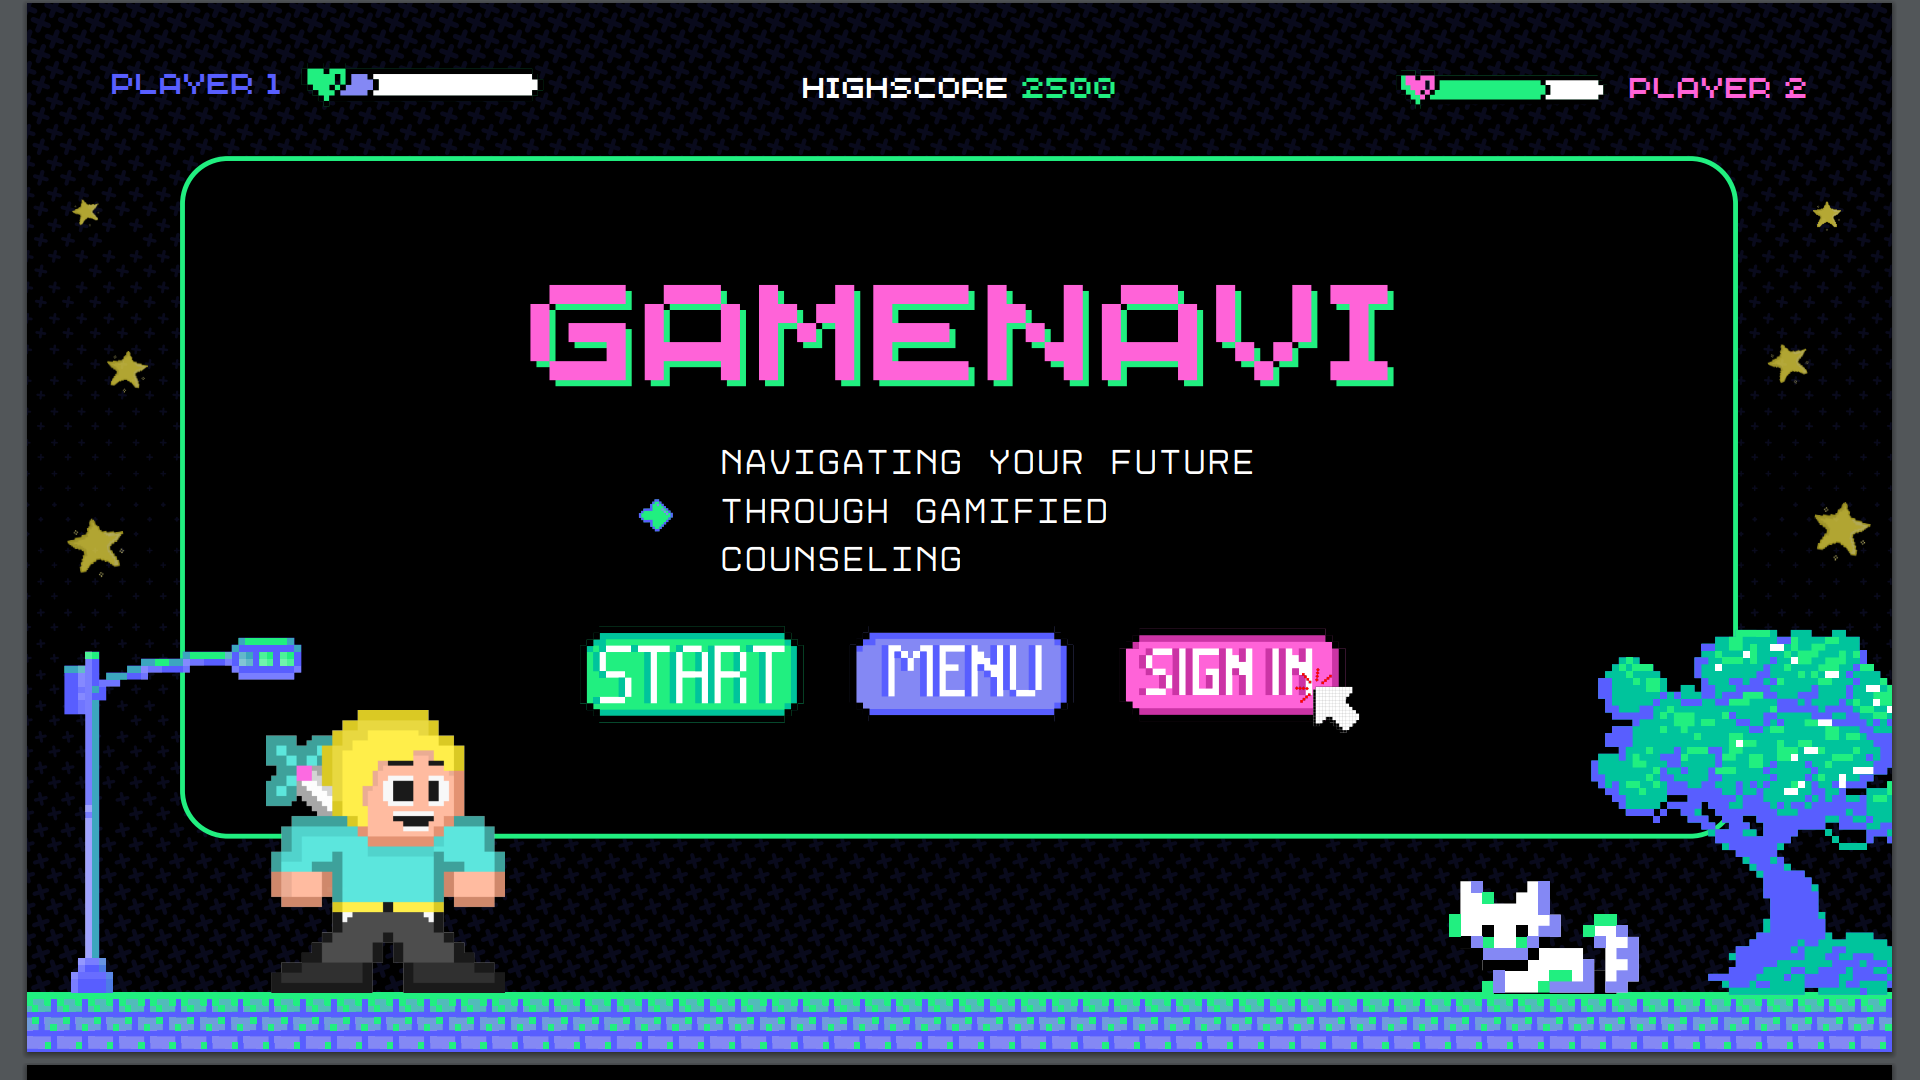 PLAYER 1
HIGHSCORE 2500
PLAYER 2
GAMENAVI
NAVIGATING YOUR FUTURE
THROUGH GAMIFIED
COUNSELING
START
MENU
SIGN IN